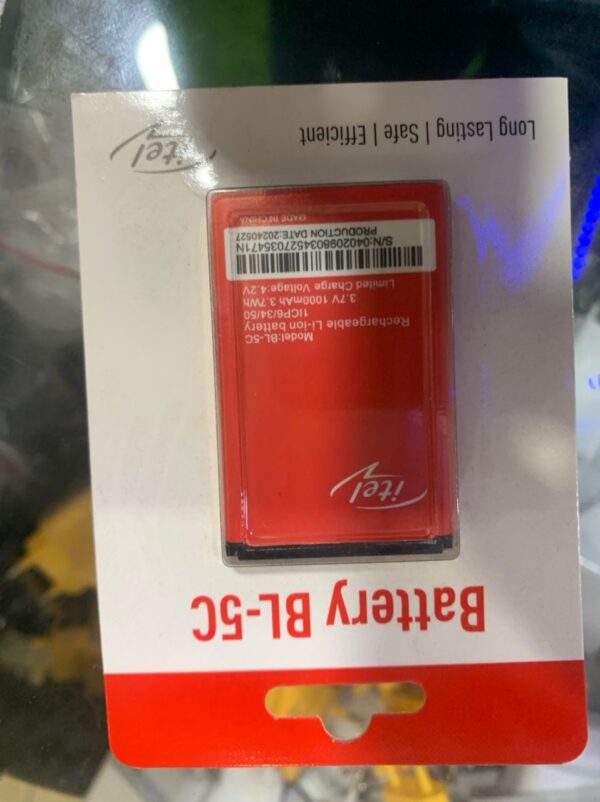 Battery BL-5C
itel
Model:BL-5C
Rechargeable Li-ion battery
1ICP6/34/50
3.7V 1000mAh 3.7Wh
Limited Charge Voltage:4.2V
S/N:0402098034527035471N
PRODUCTION DATE:20240527
MADE IN CHINA
itel
Long Lasting | Safe | Efficient